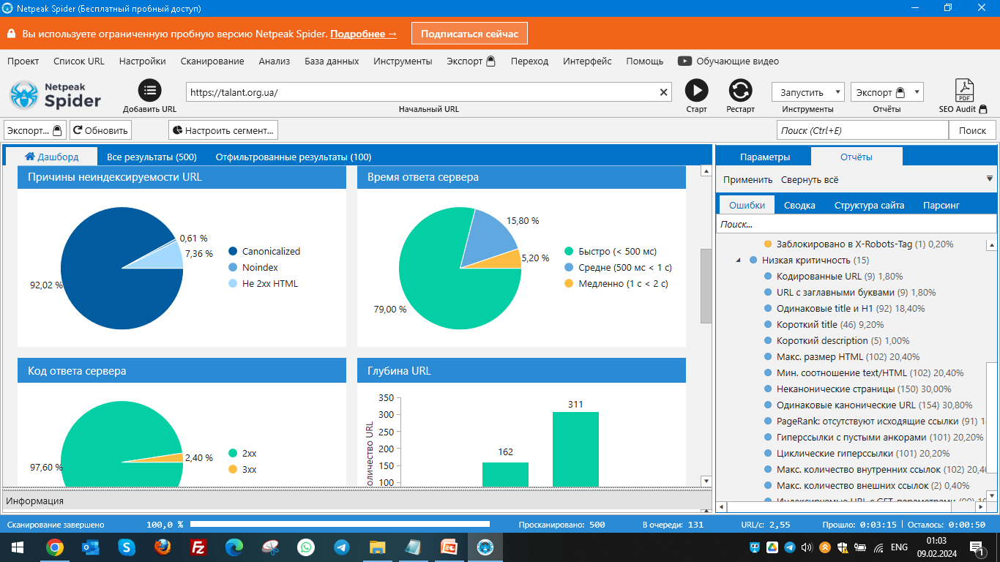 Netpeak Spider (Бесплатный пробный доступ)
Вы используете ограниченную пробную версию Netpeak Spider. Подробнее → Подписаться сейчас
Проект Список URL Настройки Сканирование Анализ База данных Инструменты Экспорт Переход Интерфейс Помощь Обучающие видео
Netpeak Spider
https://talant.org.ua/
Запустить Экспорт PDF
Добавить URL Начальный URL Старт Рестарт Инструменты Отчёты SEO Audit
Экспорт... Обновить Настроить сегмент... Поиск (Ctrl+E) Поиск
Дашборд Все результаты (500) Отфильтрованные результаты (100)
Причины неиндексируемости URL
0,61 %
7,36 %
92,02 %
Canonicalized
Noindex
Не 2xx HTML
Время ответа сервера
15,80 %
5,20 %
79,00 %
Быстро (< 500 мс)
Средне (500 мс < 1 с)
Медленно (1 с < 2 с)
Код ответа сервера
2,40 %
97,60 %
2xx
3xx
Глубина URL
350
300
250
200
150
100
оличество URL
162
311
Параметры Отчёты
Применить Свернуть всё
Ошибки Сводка Структура сайта Парсинг
Поиск...
Заблокировано в X-Robots-Tag (1) 0,20%
Низкая критичность (15)
Кодированные URL (9) 1,80%
URL с заглавными буквами (9) 1,80%
Одинаковые title и H1 (92) 18,40%
Короткий title (46) 9,20%
Короткий description (5) 1,00%
Макс. размер HTML (102) 20,40%
Мин. соотношение text/HTML (102) 20,40%
Неканонические страницы (150) 30,00%
Одинаковые канонические URL (154) 30,80%
PageRank: отсутствуют исходящие ссылки (91)
Гиперссылки с пустыми анкорами (101) 20,20%
Циклические гиперссылки (101) 20,20%
Макс. количество внутренних ссылок (102)
Макс. количество внешних ссылок (2) 0,40%
Индексируемые URL с GET-параметрами
Информация
Сканирование завершено 100,0 % Просканировано: 500 В очереди: 131 URL/с: 2,55 Прошло: 0:03:15 Осталось: 0:00:50
ENG
01:03
09.02.2024
1